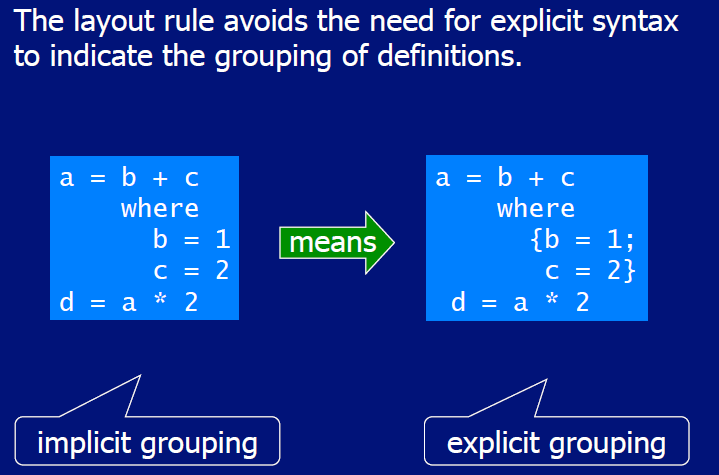 The layout rule avoids the need for explicit syntax
to indicate the grouping of definitions.
a = b + c
    where
      b = 1
      c = 2
d = a * 2
means
a = b + c
    where
      {b = 1;
       c = 2}
 d = a * 2
implicit grouping
explicit grouping